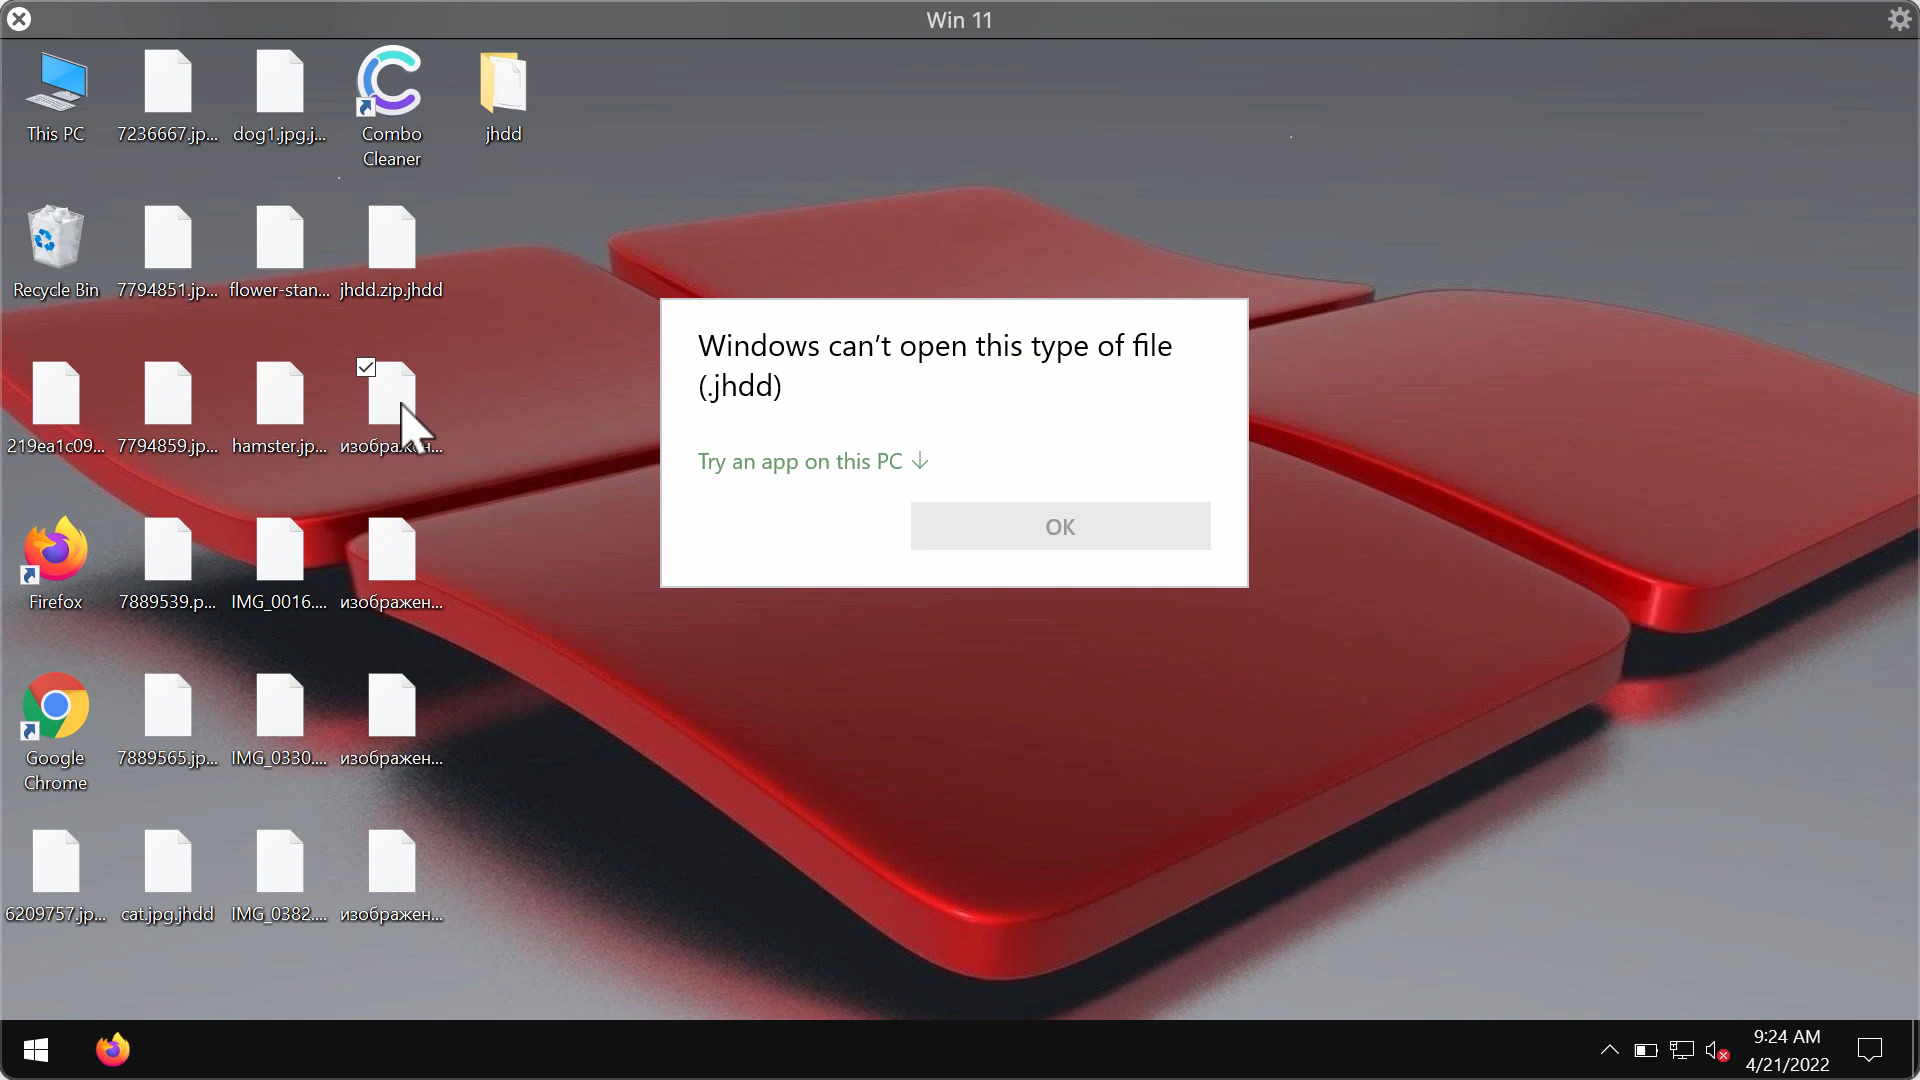 Win 11
This PC
7236667.jp...
dog1.jpg.j...
Combo
Cleaner
jhdd
Recycle Bin
7794851.jp...
flower-stan...
jhdd.zip.jhdd
219ea1c09...
7794859.jp...
hamster.jp...
изображен...
Windows can't open this type of file
(.jhdd)
Try an app on this PC
OK
Firefox
7889539.p...
IMG_0016....
изображен...
Google
Chrome
7889565.jp...
IMG_0330....
изображен...
6209757.jp...
cat.jpg.jhdd
IMG_0382....
изображен...
9:24 AM
4/21/2022